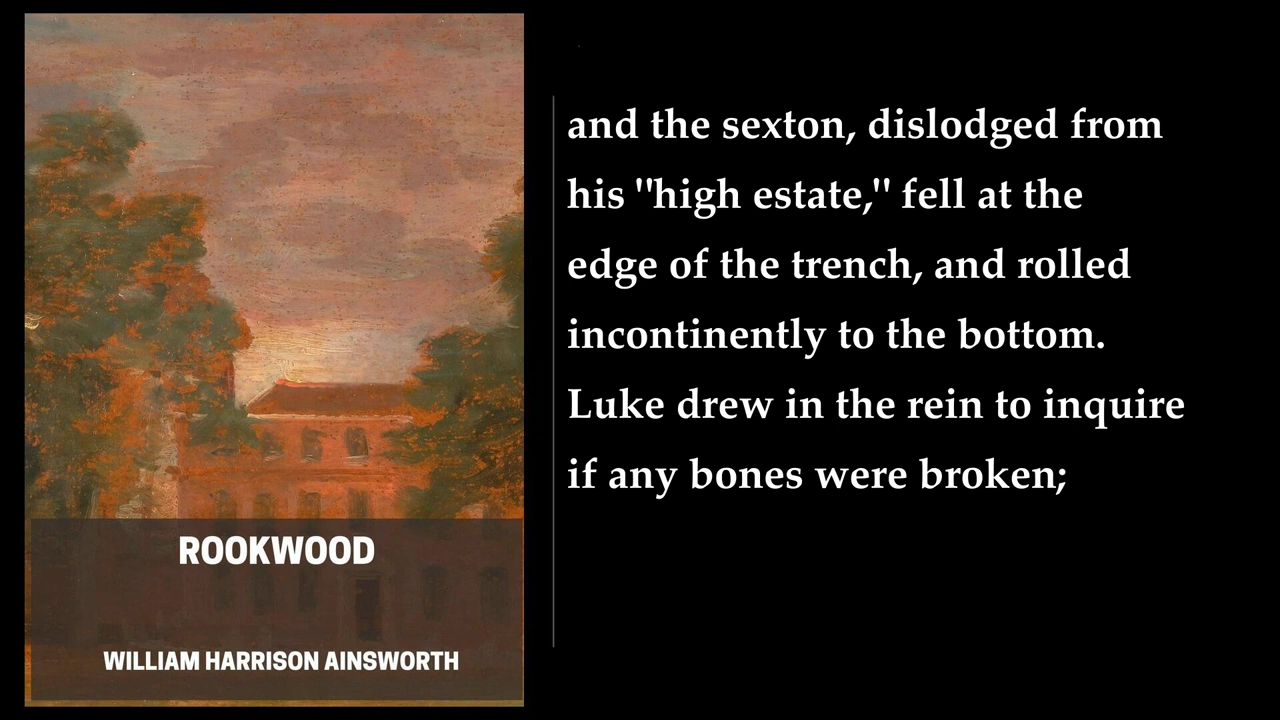 ROOKWOOD
WILLIAM HARRISON AINSWORTH
and the sexton, dislodged from
his "high estate," fell at the
edge of the trench, and rolled
incontinently to the bottom.
Luke drew in the rein to inquire
if any bones were broken;